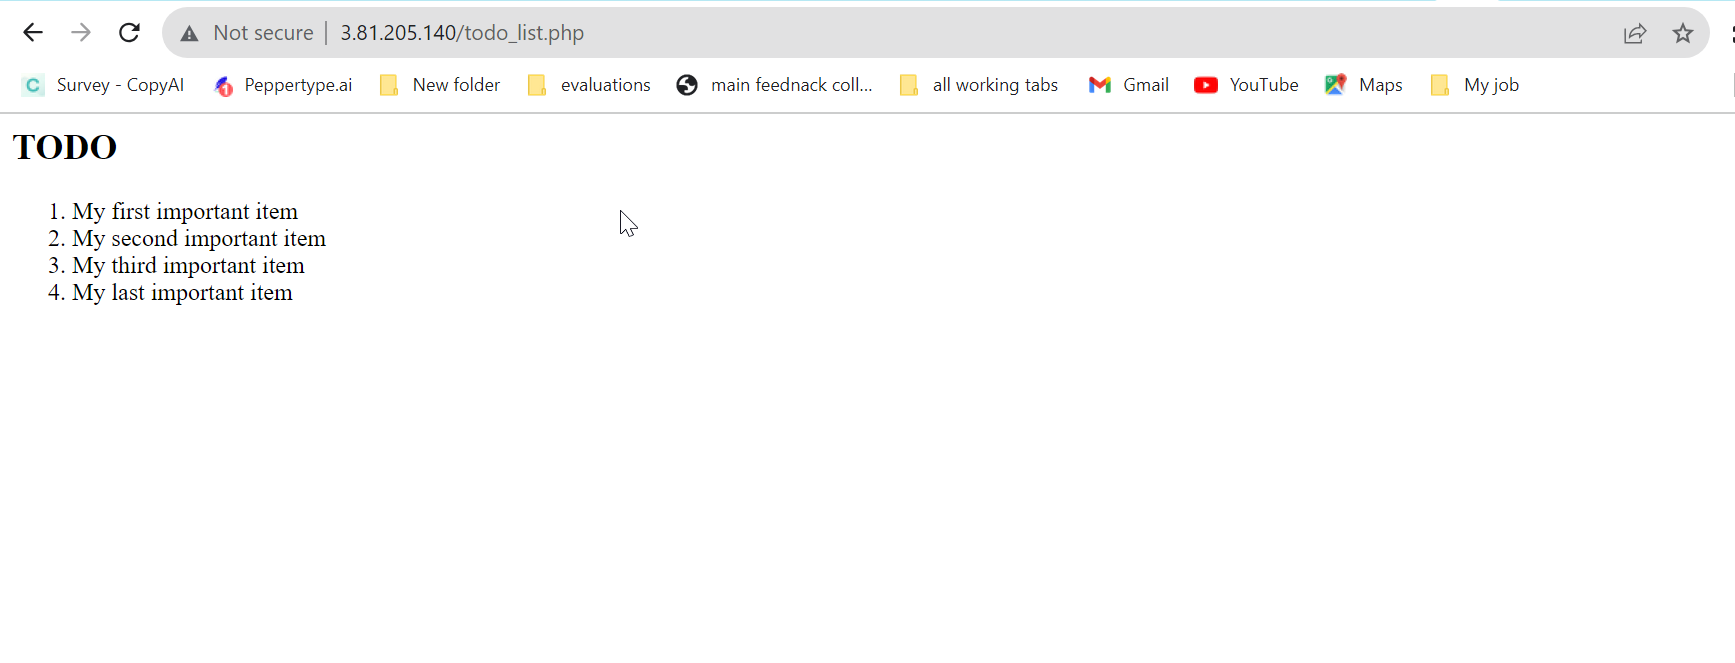 Not secure | 3.81.205.140/todo_list.php
Survey - CopyAI Peppertype.ai New folder evaluations main feednack coll... all working tabs Gmail YouTube Maps My job
TODO
1. My first important item
2. My second important item
3. My third important item
4. My last important item